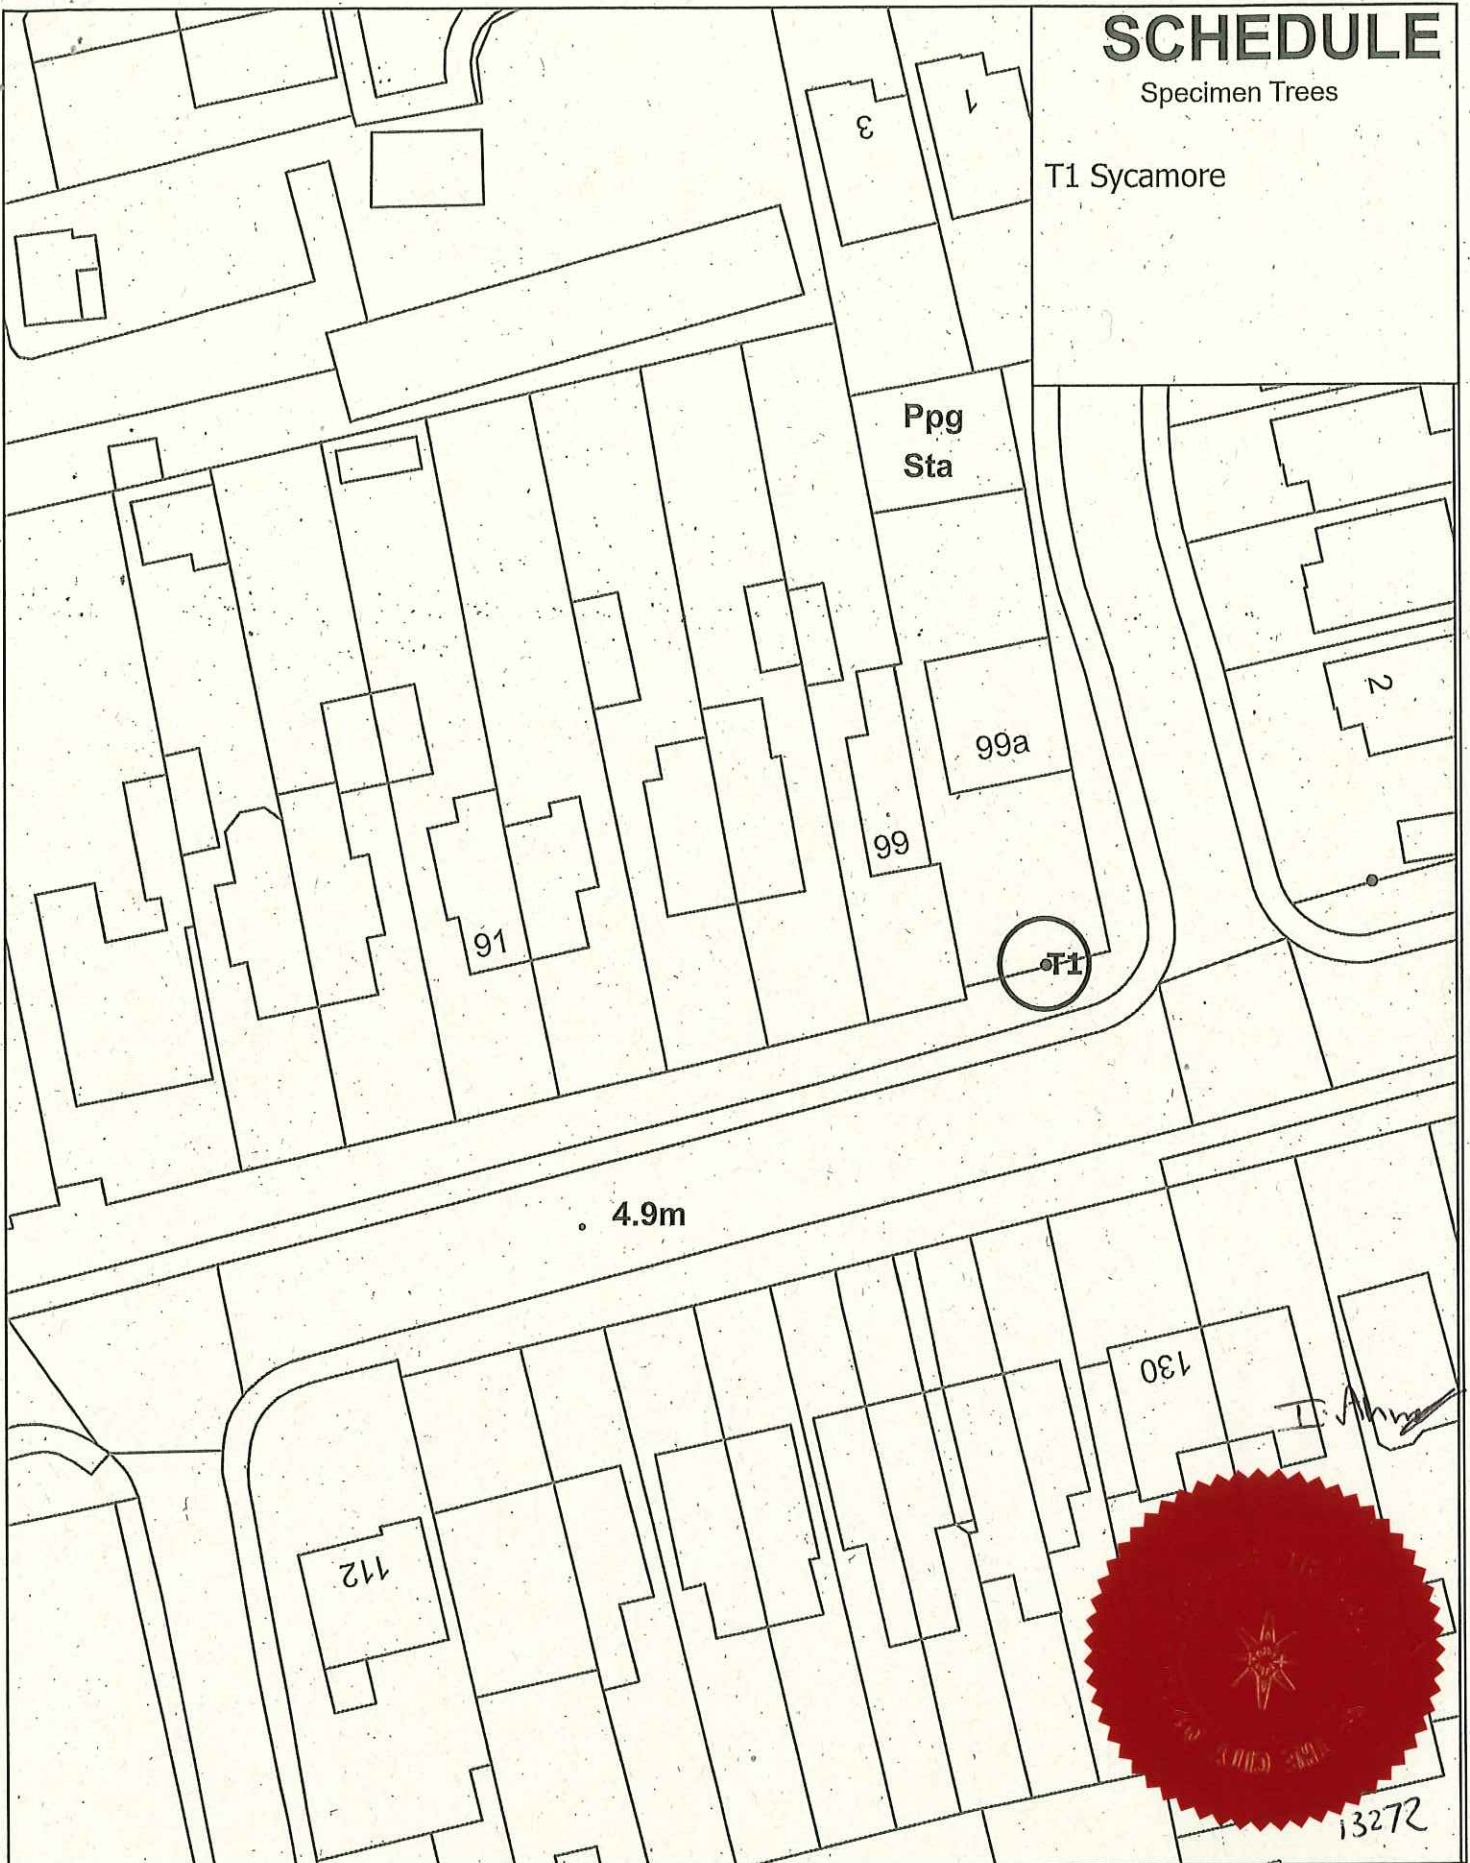 SCHEDULE
Specimen Trees
T1 Sycamore
3
1
Ppg
Sta
2
99a
99
91
T1
4.9m
130
112
13272